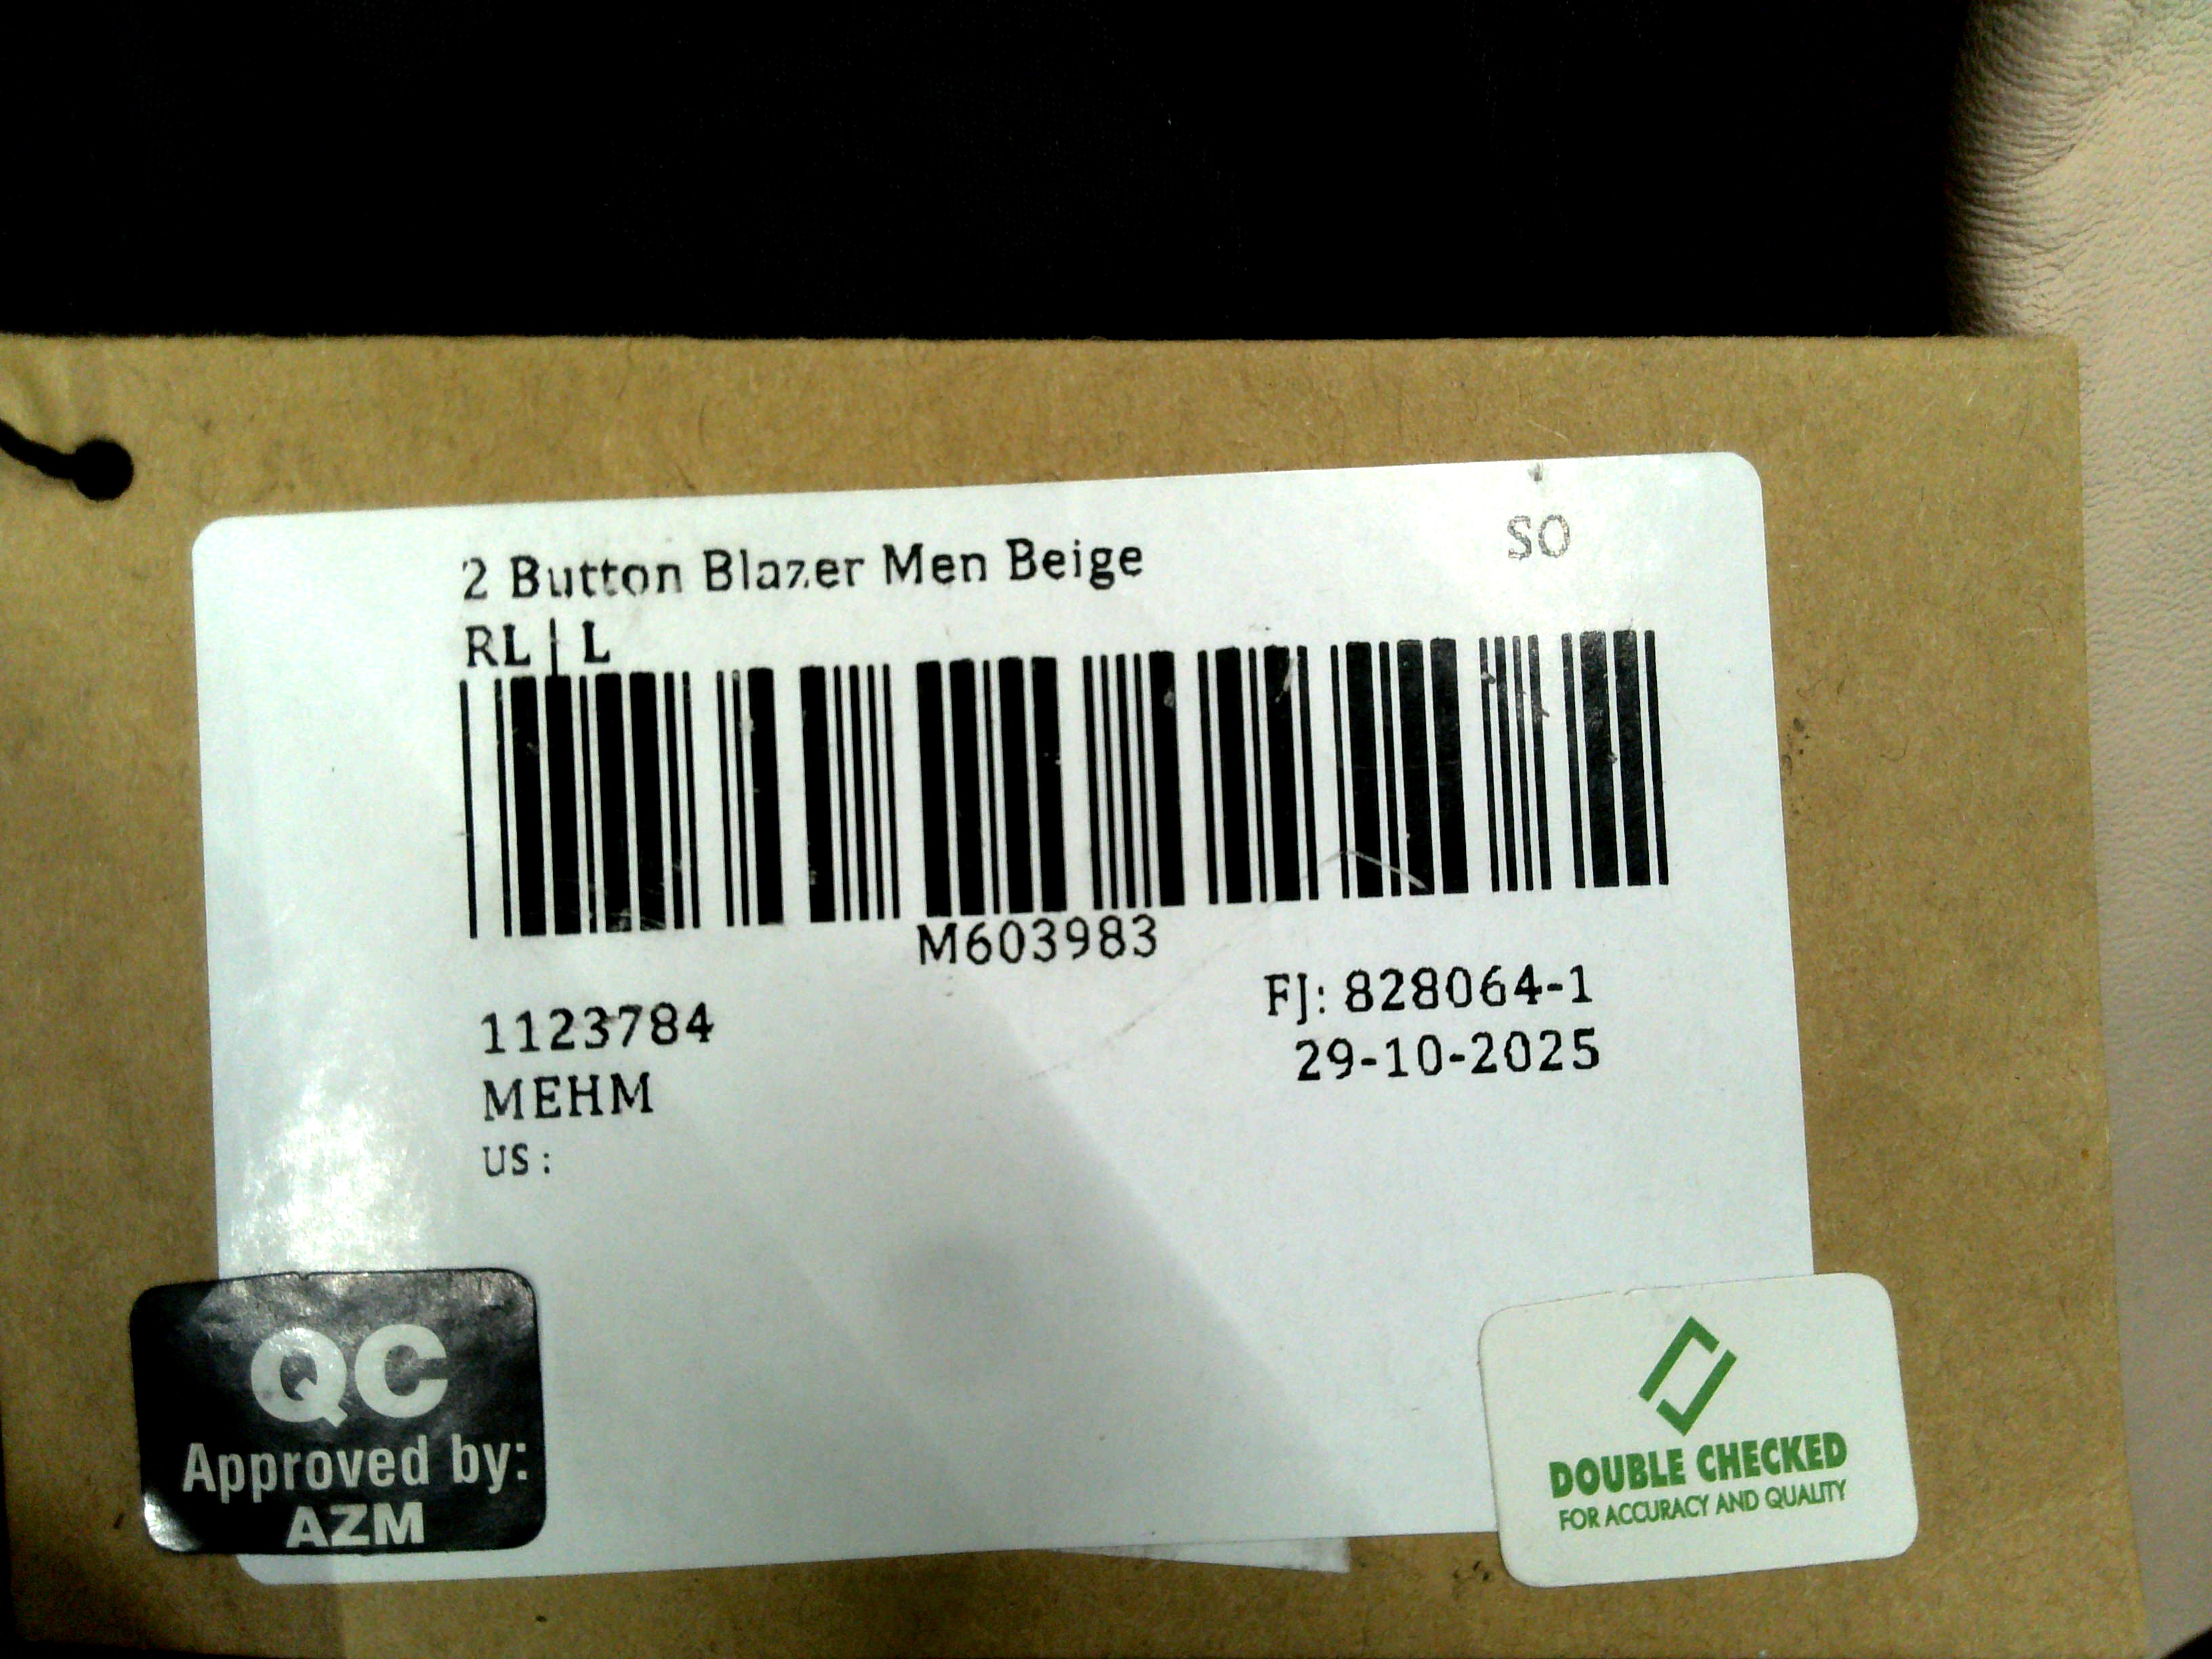 SO
2 Button Blazer Men Beige
RL | L
M603983
FJ: 828064-1
1123784
29-10-2025
MEHM
US :
QC
Approved by:
AZM
DOUBLE CHECKED
FOR ACCURACY AND QUALITY